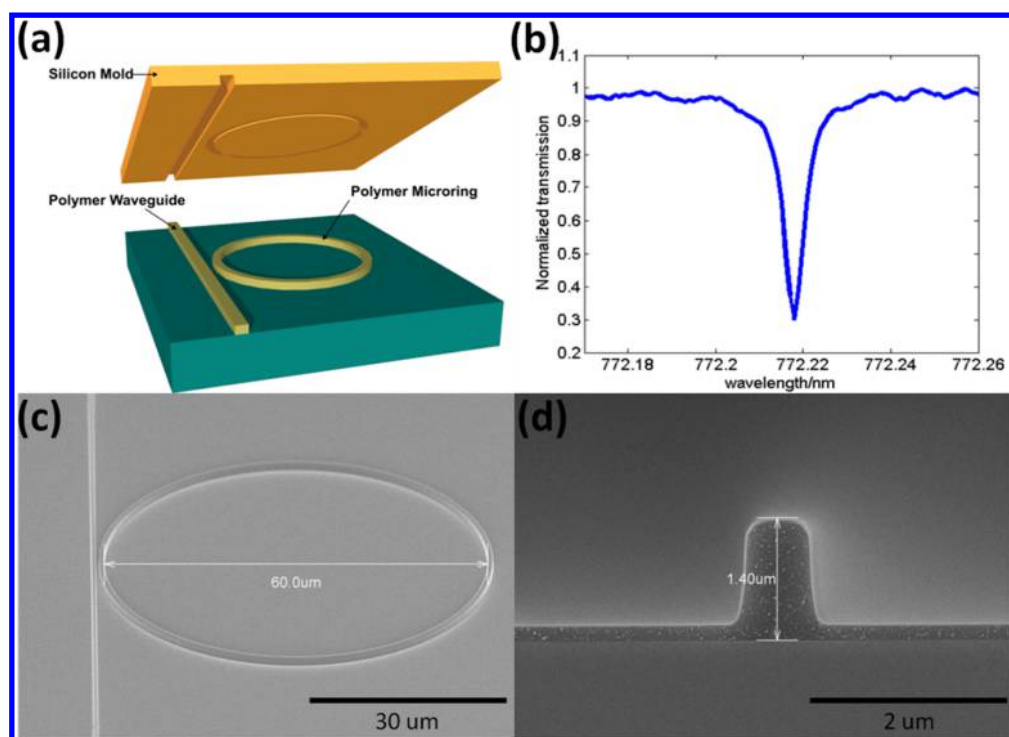 (a)
Silicon Mold
Polymer Waveguide
Polymer Microring
(b)
1.1
1
0.9
0.8
0.7
0.6
0.5
0.4
0.3
0.2
Normalized transmission
772.18
772.2
772.22
772.24
772.26
wavelength/nm
(c)
60.0um
30 um
(d)
1.40um
2 um